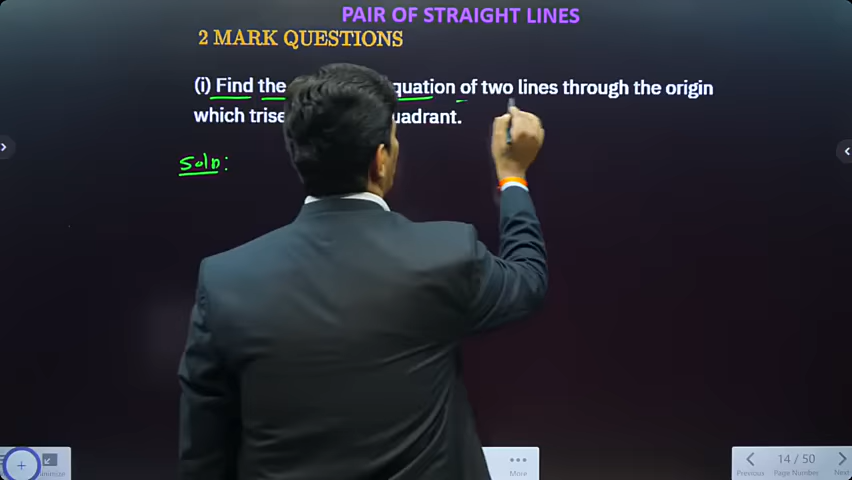 PAIR OF STRAIGHT LINES
2 MARK QUESTIONS
(i) Find the quation of two lines through the origin
which trise uadrant.
Soln:
More
14 / 50
Previous Page Number Next